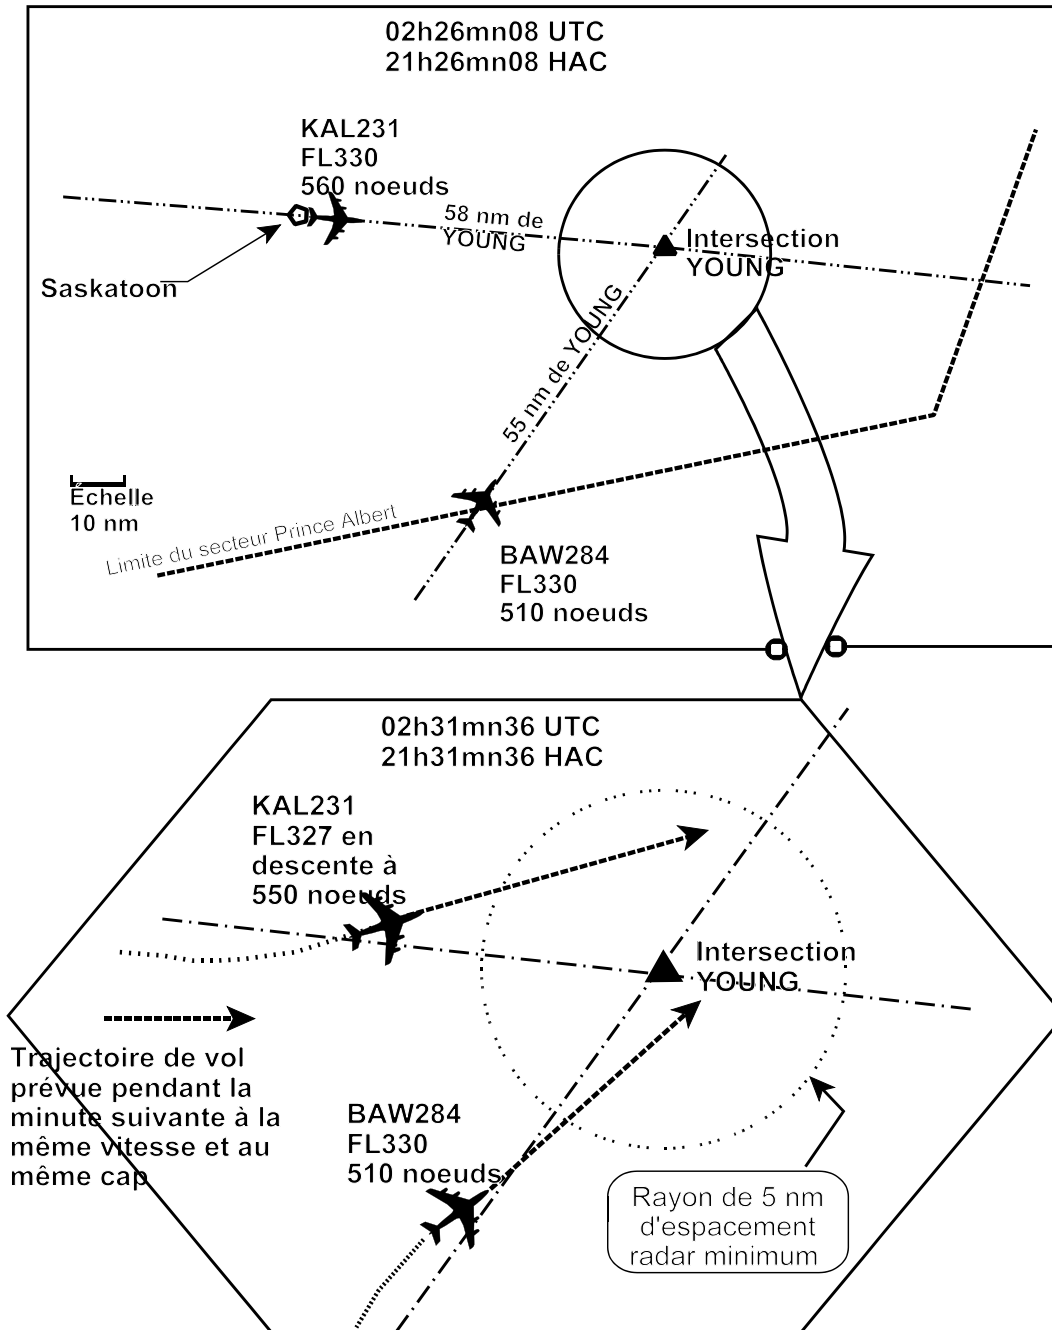 02h26mn08 UTC
21h26mn08 HAC
KAL231
FL330
560 noeuds
58 nm de
YOUNG
Intersection
YOUNG
Saskatoon
55 nm de YOUNG
Échelle
10 nm
Limite du secteur Prince Albert
BAW284
FL330
510 noeuds
02h31mn36 UTC
21h31mn36 HAC
KAL231
FL327 en
descente à
550 noeuds
Intersection
YOUNG
Trajectoire de vol
prévue pendant la
minute suivante à la
même vitesse et au
même cap
BAW284
FL330
510 noeuds
Rayon de 5 nm
d'espacement
radar minimum